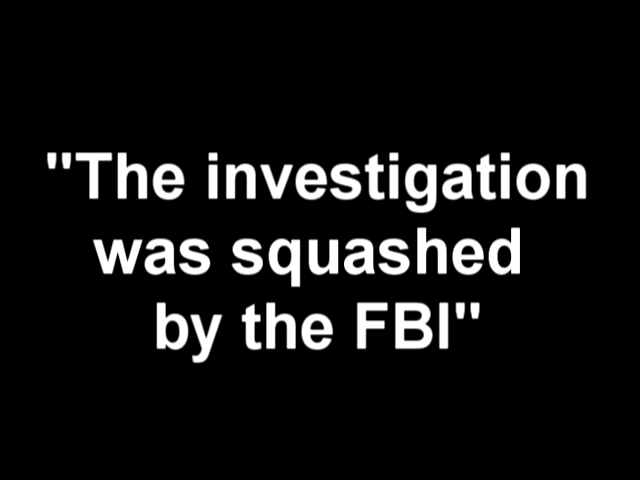 "The investigation
was squashed
by the FBI"